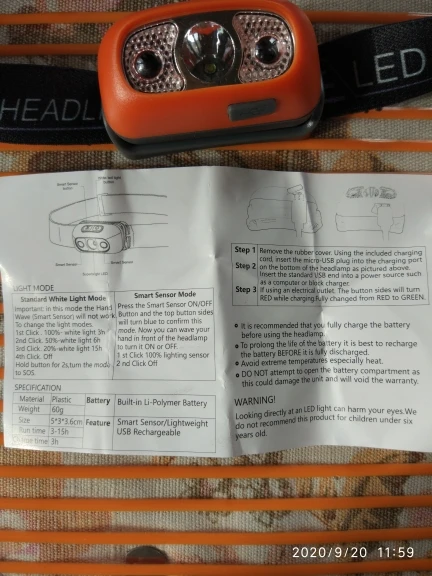 HEADL
LED
Smart Sensor
button
LIGHT MODE
Standard White Light Mode
Important: in this mode the Hand
Wave (Smart Sensor) will not work.
To change the light modes
1st Click. 100%-white light 3h
2nd Click. 50%-white light 6h
3rd Click. 20%-white light 15h
4th Click. Off
Hold button for 2s,turn the mode
to SOS
Smart Sensor Mode
Press the Smart Sensor ON/OFF
Button and the top button sides
will turn blue to confirm this
mode. Now you can wave your
hand in front of the headlamp
to turn it ON or OFF.
1 st Click 100% lighting sensor
2 nd Click Off
SPECIFICATION
Material Plastic
Weight 60g
Size 5*3*3.6cm
Run time 3-15h
Charge time 3h
Battery Built-in Li-Polymer Battery
Feature Smart Sensor/Lightweight
USB Rechargeable
Step 1 Remove the rubber cover. Using the included charging
cord, insert the micro-USB plug into the charging port
Step 2 on the bottom of the headlamp as pictured above.
Insert the standard USB end into a power source such
as a computer or block charger.
Step 3 If using an electrical outlet. The button sides will turn
RED while charging fully changed from RED to GREEN.
It is recommended that you fully charge the battery
before using the headlamp.
To prolong the life of the battery it is best to recharge
the battery BEFORE it is fully discharged.
Avoid extreme temperatures especially heat.
DO NOT attempt to open the battery compartment as
this could damage the unit and will void the warranty.
WARNING!
Looking directly at an LED light can harm your eyes.We
do not recommend this product for children under six
years old.
2020/9/20 11:59